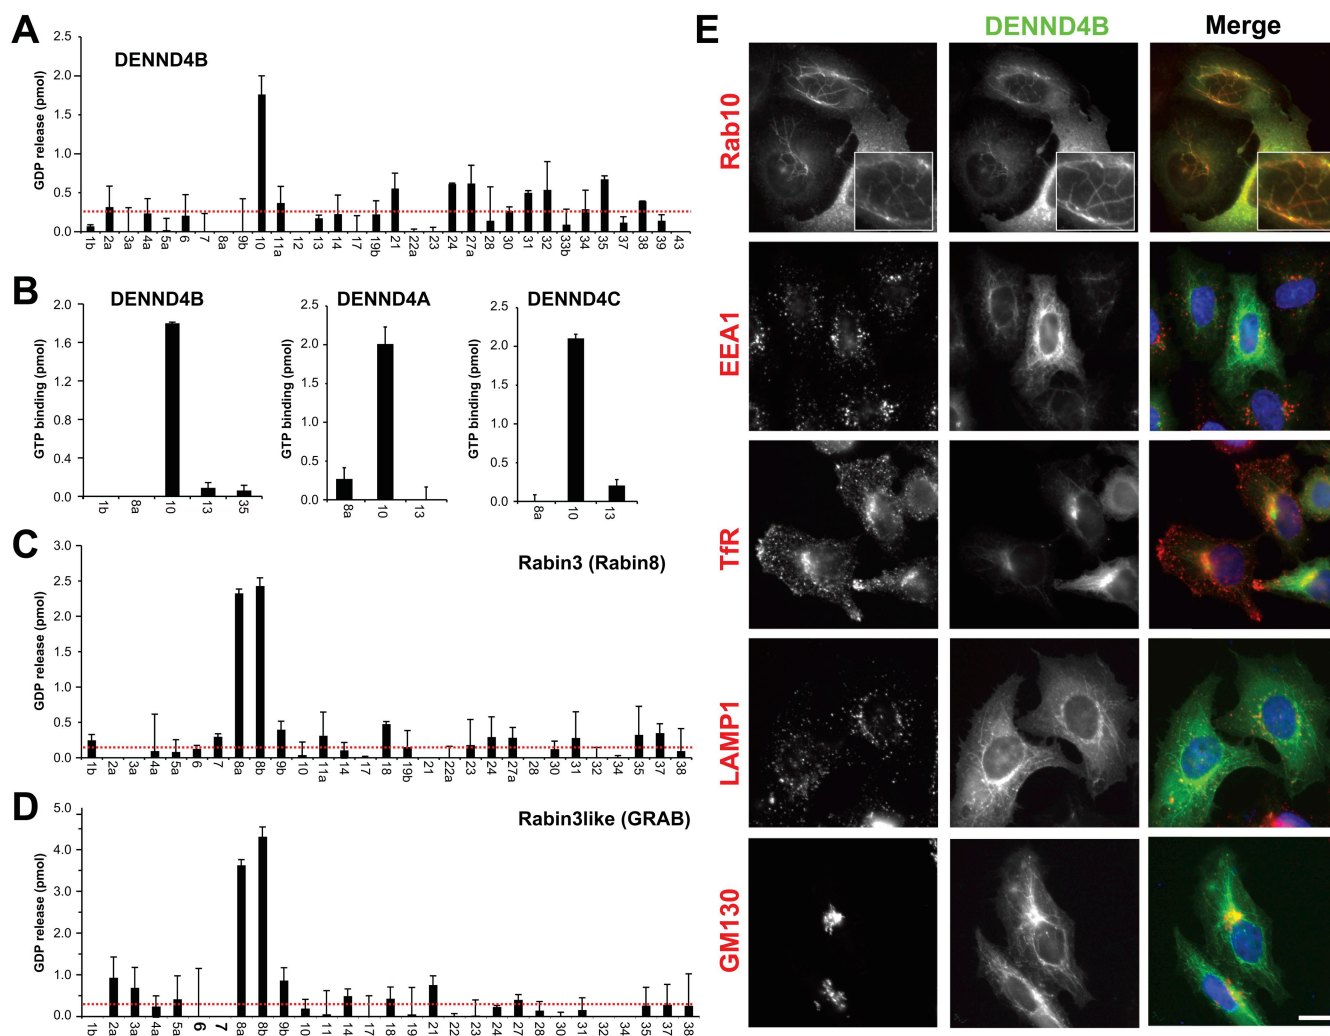 A
DENND4B
GDP release (pmol)
2.5
2.0
1.5
1.0
0.5
0.0
1b 2a 3a 4a 5a 6 7 8a 9b 10 11a 12 13 14 17 19b 21 22a 23 24 27a 28 30 31 32 33b 34 35 37 38 39 43
B
DENND4B
GTP binding (pmol)
2.0
1.6
1.2
0.8
0.4
0.0
1b 8a 10 13 35
DENND4A
GTP binding (pmol)
2.5
2.0
1.5
1.0
0.5
0.0
8a 10 13
DENND4C
GTP binding (pmol)
2.5
2.0
1.5
1.0
0.5
0.0
8a 10 13
C
Rabin3 (Rabin8)
GDP release (pmol)
3.0
2.5
2.0
1.5
1.0
0.5
0.0
1b 2a 3a 4a 5a 6 7 8a 8b 9b 10 11a 14 17 18 19b 21 22a 23 24 27a 28 30 31 32 34 35 37 38
D
Rabin3like (GRAB)
GDP release (pmol)
5.0
4.0
3.0
2.0
1.0
0.0
1b 2a 3a 4a 5a 6 7 8a 8b 9b 10 11 14 17 18 19 21 22 23 24 27 28 30 31 32 34 35 37 38
E
DENND4B
Merge
Rab10
EEA1
TfR
LAMP1
GM130